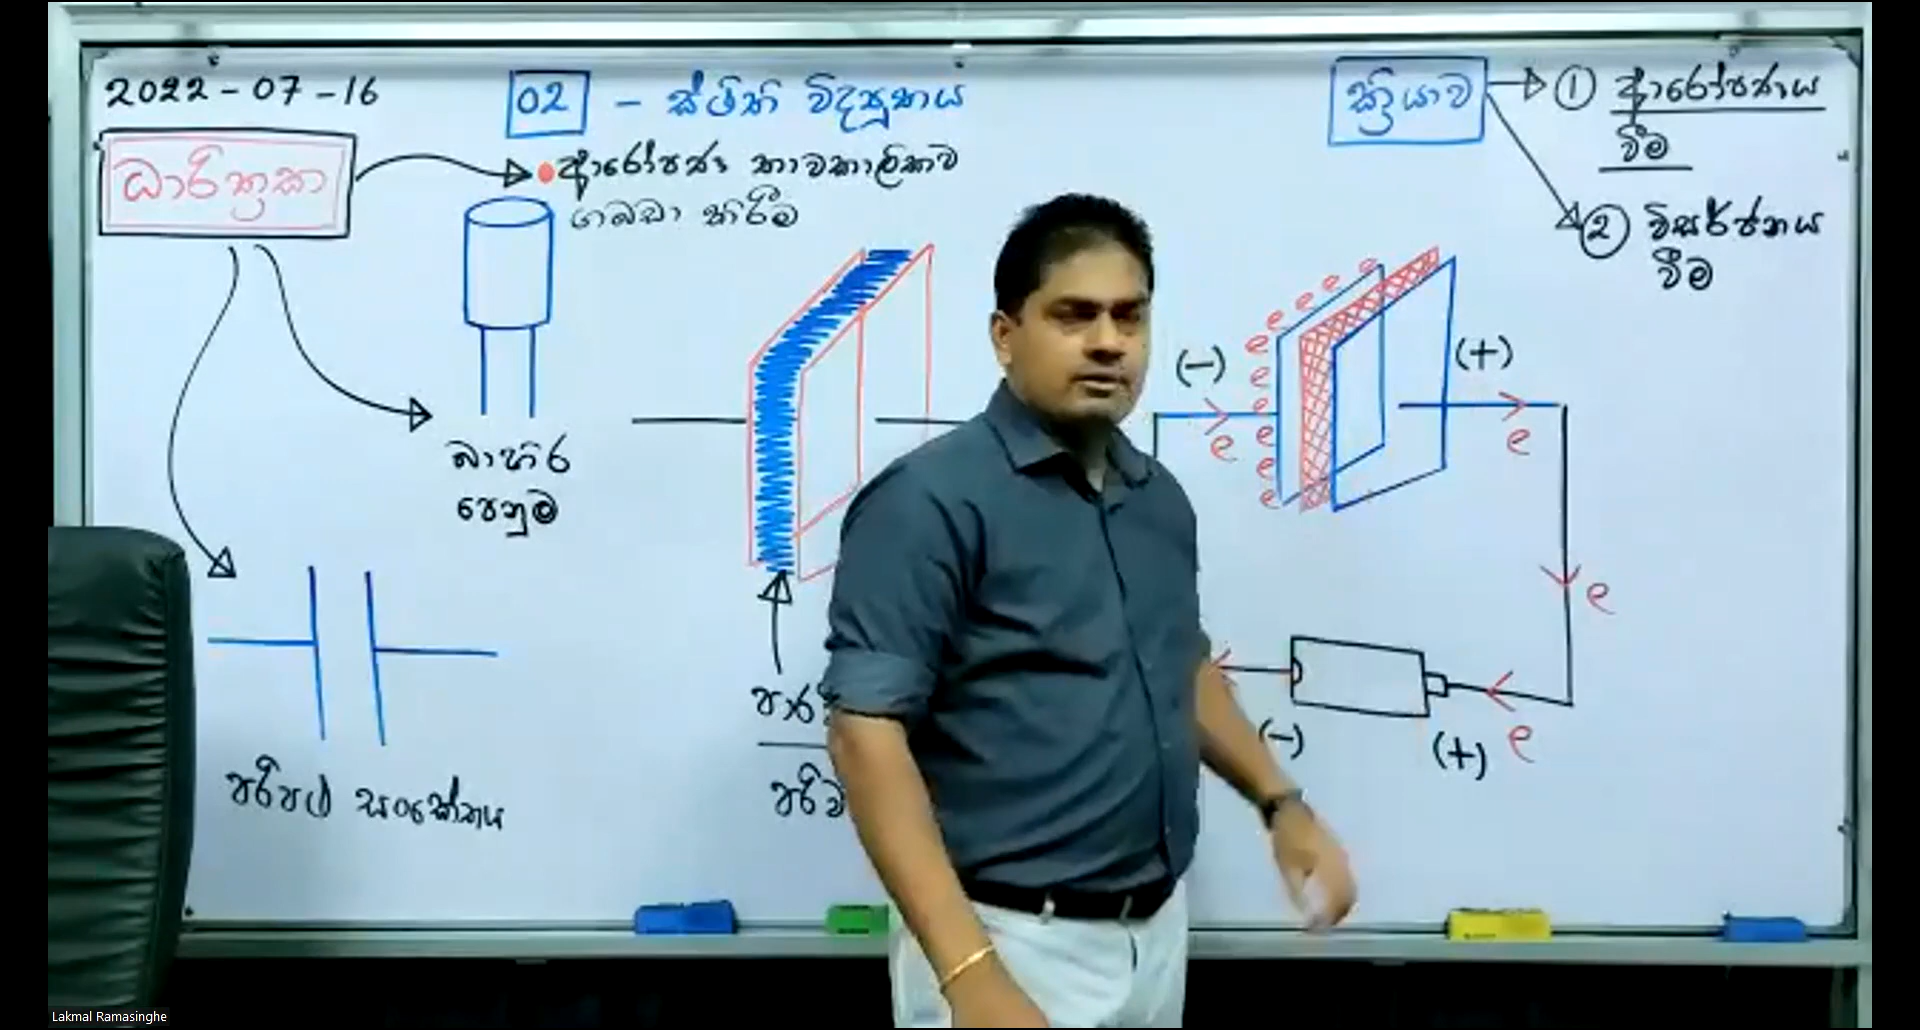 2022-07-16
02 - ස්ථිති විද්‍යුතය
ධාරිත්‍රක
ආරෝපණ තාවකාලිකව
ගබඩා කිරීම
බාහිර
පෙනුම
පරිපථ සංකේතය
ක්‍රියාව
1 ආරෝපණය
වීම
2 විසර්ජනය
වීම
(-)
(+)
e e e e
e
e
e
e
e
e
e
e
e
e
(-)
(+)
e
Lakmal Ramasinghe